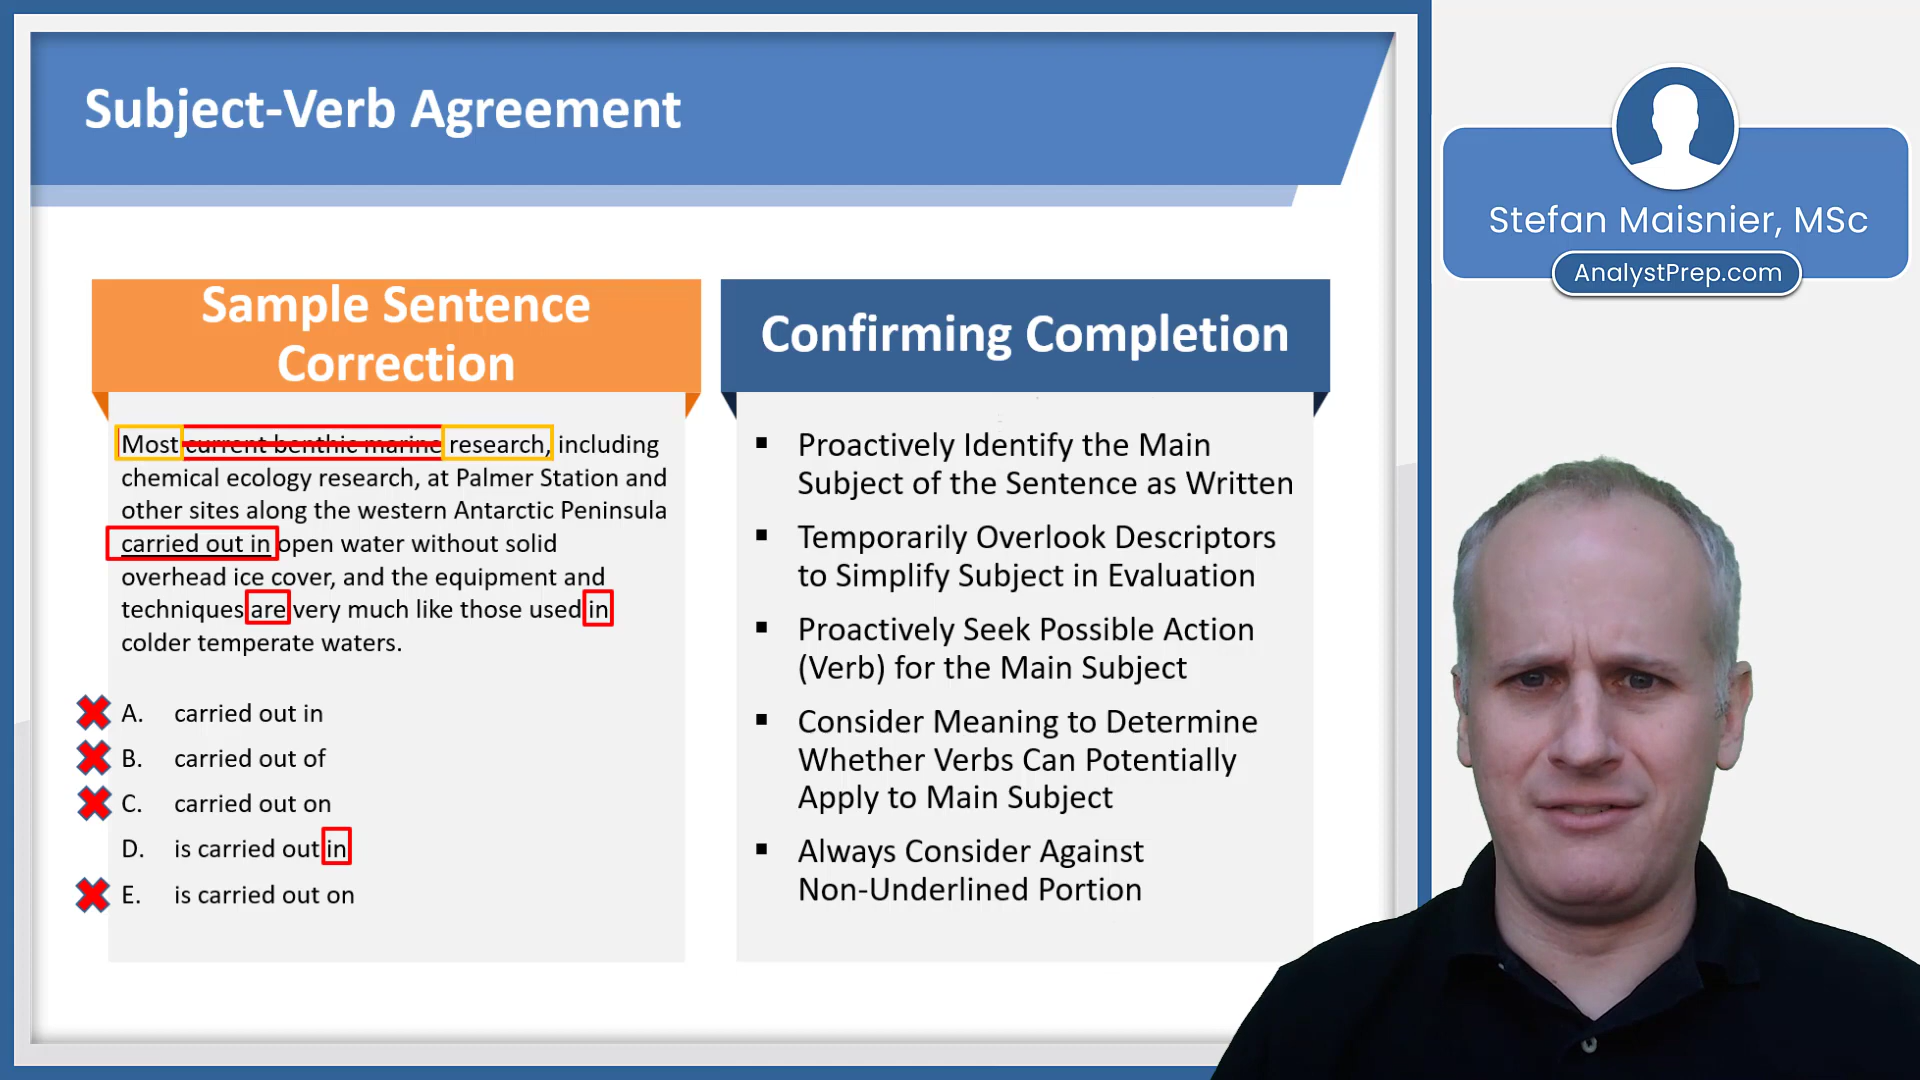 Subject-Verb Agreement
Sample Sentence
Correction
Most current benthic marine research, including
chemical ecology research, at Palmer Station and
other sites along the western Antarctic Peninsula
carried out in open water without solid
overhead ice cover, and the equipment and
techniques are very much like those used in
colder temperate waters.
A. carried out in
B. carried out of
C. carried out on
D. is carried out in
E. is carried out on
Confirming Completion
▪ Proactively Identify the Main
Subject of the Sentence as Written
▪ Temporarily Overlook Descriptors
to Simplify Subject in Evaluation
▪ Proactively Seek Possible Action
(Verb) for the Main Subject
▪ Consider Meaning to Determine
Whether Verbs Can Potentially
Apply to Main Subject
▪ Always Consider Against
Non-Underlined Portion
Stefan Maisnier, MSc
AnalystPrep.com